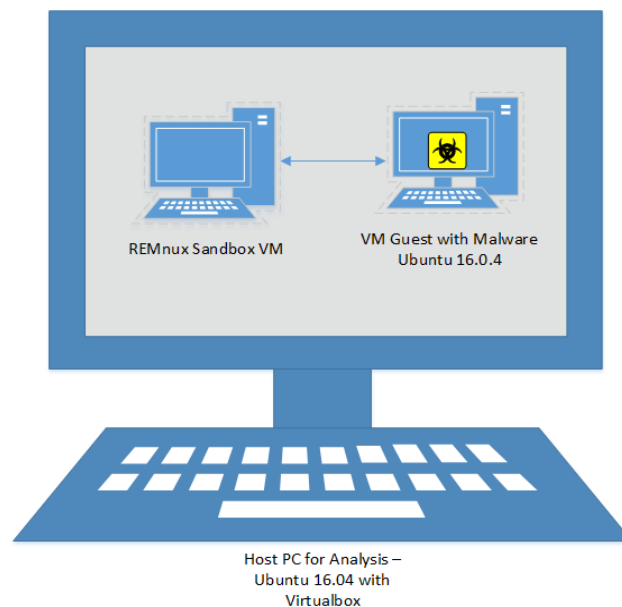 REMnux Sandbox VM
VM Guest with Malware
Ubuntu 16.0.4
Host PC for Analysis –
Ubuntu 16.04 with
Virtualbox